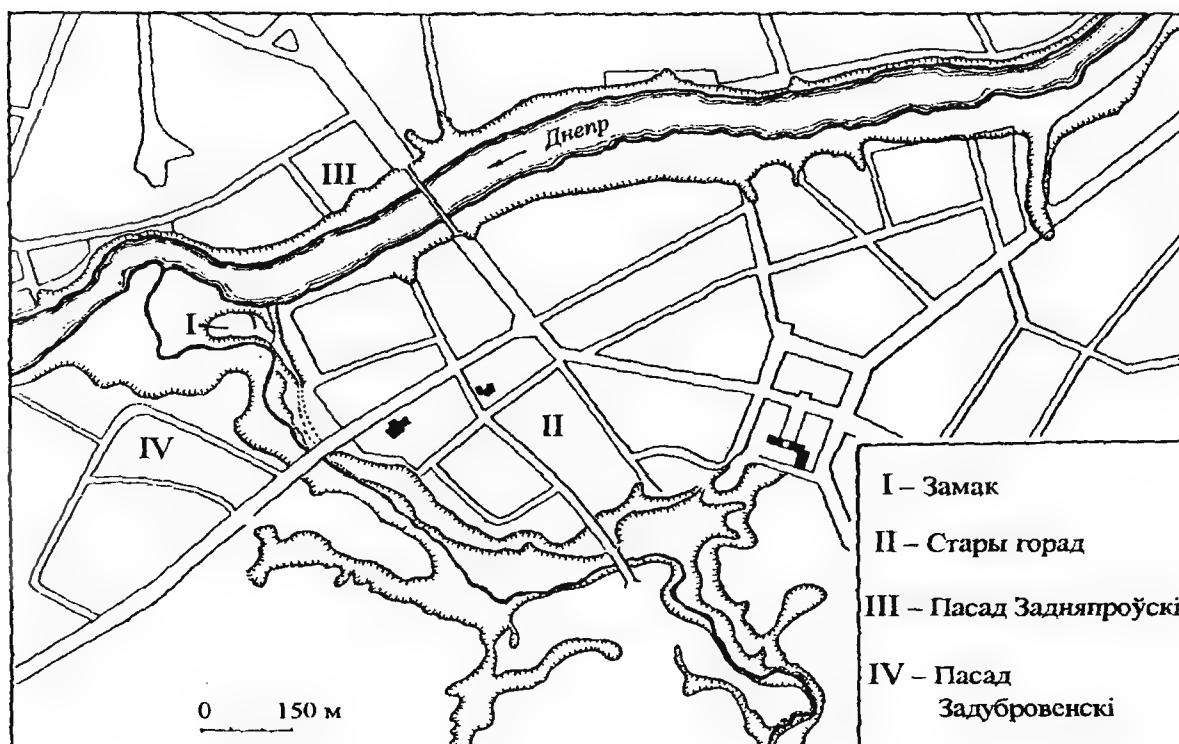 Днепр
III
I
II
IV
I – Замак
II – Стары горад
III – Пасад Задняпроўскі
IV – Пасад
Задубровенскі
0 150 м